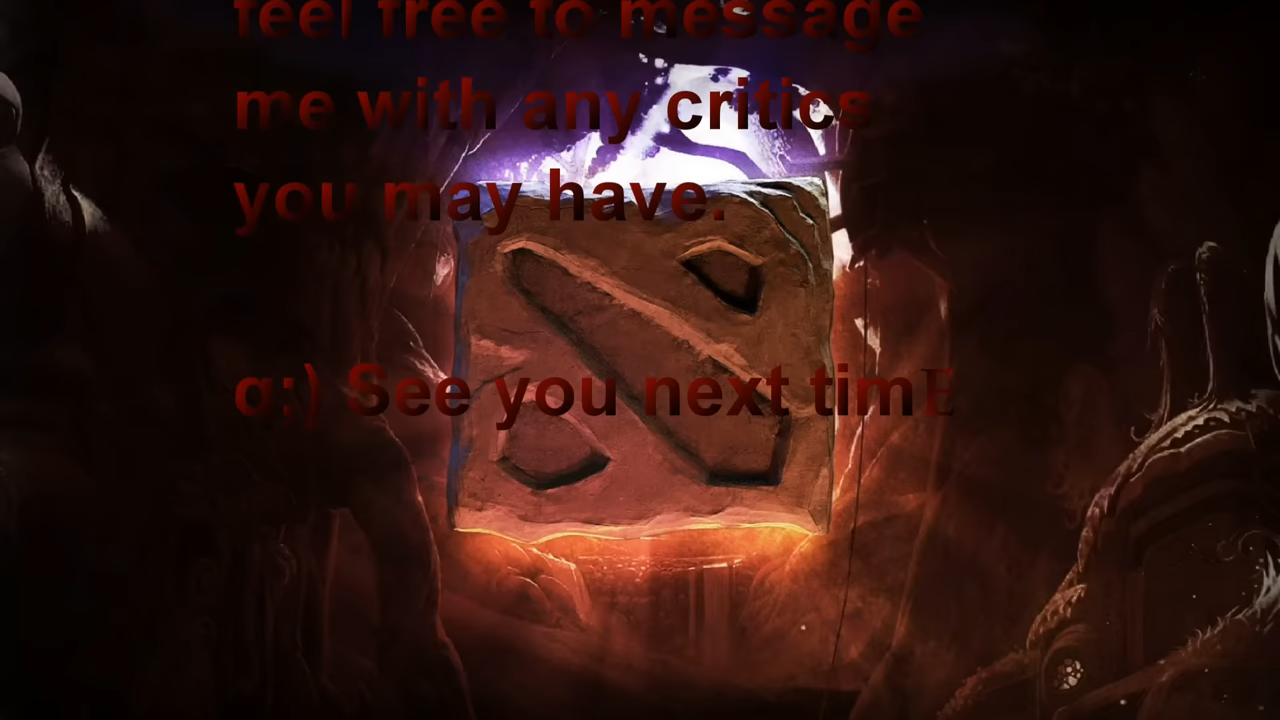 feel free to message
me with any critics
you may have.
α;) See you next timE